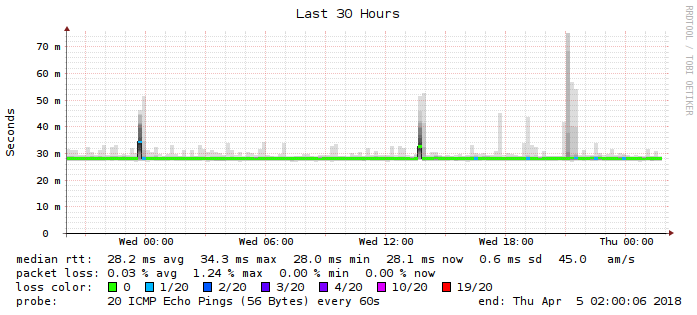 Last 30 Hours
RRDTOOL / TOBI OETIKER
Seconds
70 m
60 m
50 m
40 m
30 m
20 m
10 m
0
Wed 00:00 Wed 06:00 Wed 12:00 Wed 18:00 Thu 00:00
median rtt: 28.2 ms avg 34.3 ms max 28.0 ms min 28.1 ms now 0.6 ms sd 45.0 am/s
packet loss: 0.03 % avg 1.24 % max 0.00 % min 0.00 % now
loss color: 0 1/20 2/20 3/20 4/20 10/20 19/20
probe: 20 ICMP Echo Pings (56 Bytes) every 60s end: Thu Apr 5 02:00:06 2018